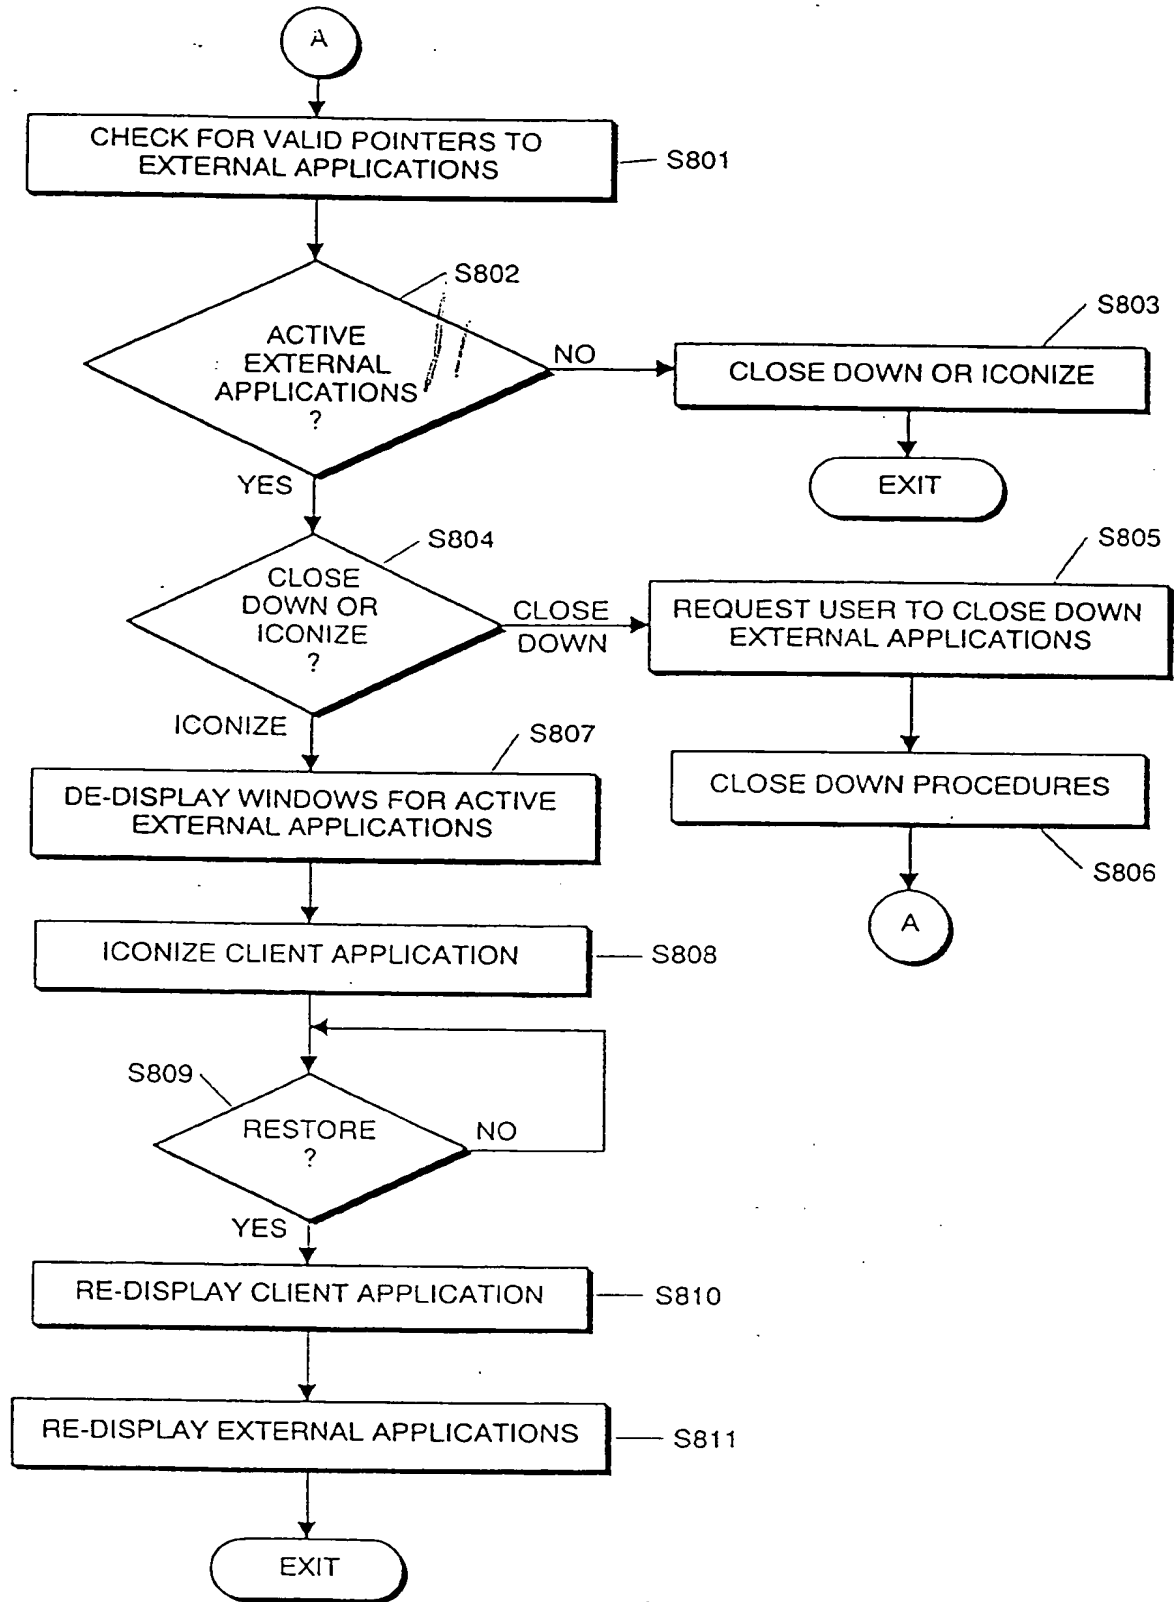 A
CHECK FOR VALID POINTERS TO
EXTERNAL APPLICATIONS
S801
S802
ACTIVE
EXTERNAL
APPLICATIONS
?
NO
S803
CLOSE DOWN OR ICONIZE
EXIT
YES
S804
CLOSE
DOWN OR
ICONIZE
?
CLOSE
DOWN
S805
REQUEST USER TO CLOSE DOWN
EXTERNAL APPLICATIONS
ICONIZE
S807
DE-DISPLAY WINDOWS FOR ACTIVE
EXTERNAL APPLICATIONS
CLOSE DOWN PROCEDURES
S806
A
ICONIZE CLIENT APPLICATION
S808
S809
RESTORE
?
NO
YES
RE-DISPLAY CLIENT APPLICATION
S810
RE-DISPLAY EXTERNAL APPLICATIONS
S811
EXIT